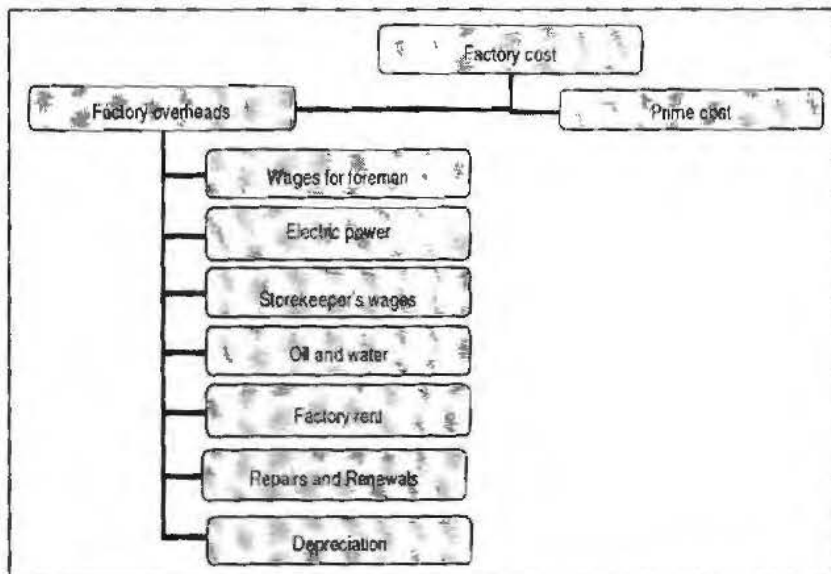 Factory cost
Factory overheads
Prime cost
Wages for foreman
Electric power
Storekeeper's wages
Oil and water
Factory rent
Repairs and Renewals
Depreciation